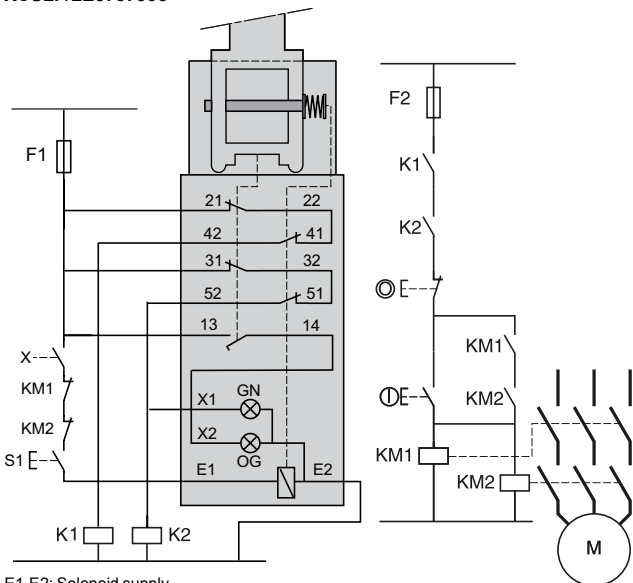 F1
F2
K1
K2
21 22
42 41
31 32
52 51
13 14
X
KM1
KM2
S1
X1 GN
X2 OG
E1 E2
K1 K2
KM1
KM2
KM1
KM2
M
E1-E2: Solenoid supply